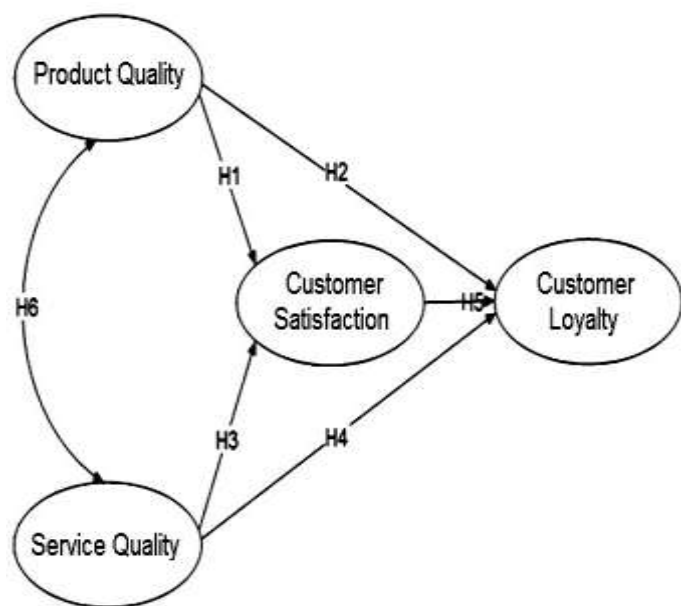 Product Quality
H1
H2
Customer
Satisfaction
H5
Customer
Loyalty
H6
H3
H4
Service Quality